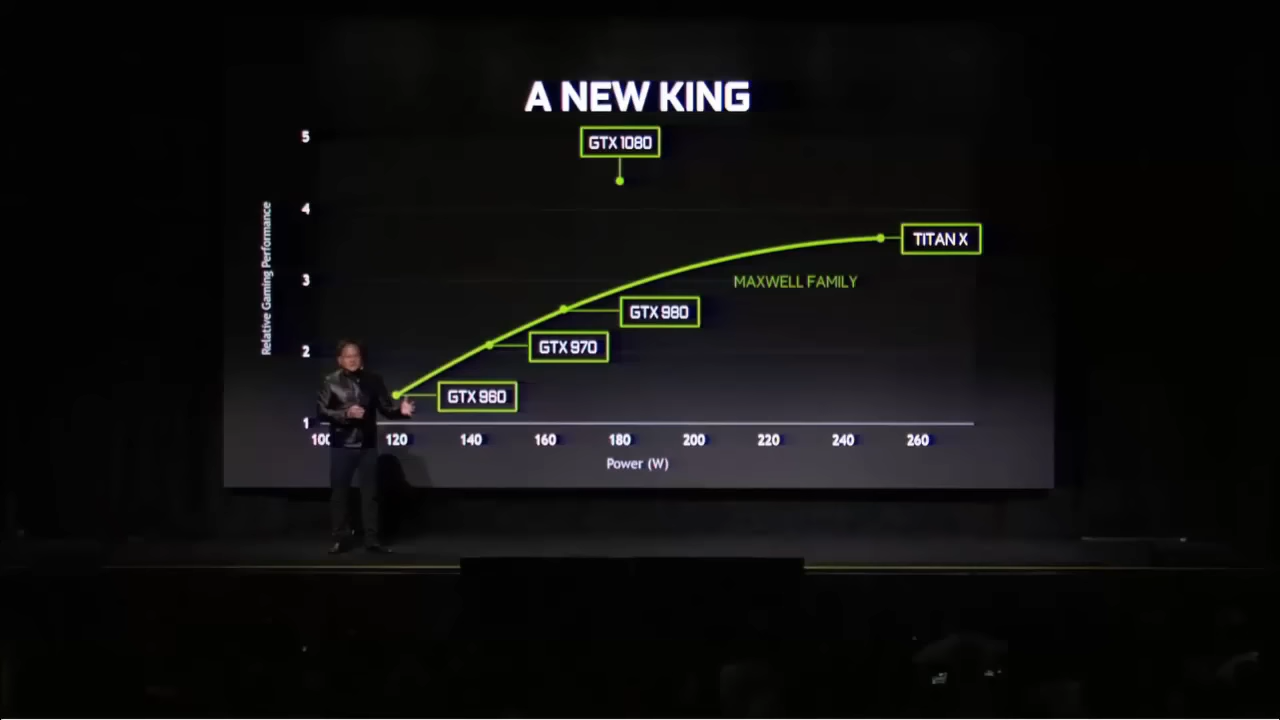 A NEW KING
5
GTX 1080
4
TITAN X
Relative Gaming Performance
3
MAXWELL FAMILY
GTX 980
2
GTX 970
GTX 960
1
100 120 140 160 180 200 220 240 260
Power (W)